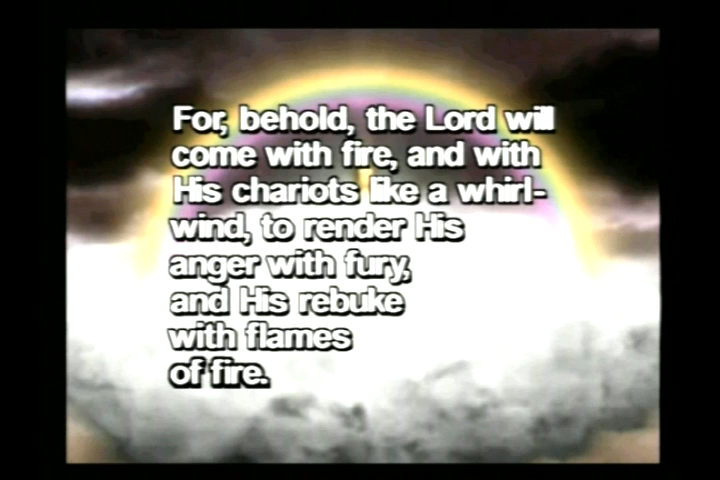 For, behold, the Lord will
come with fire, and with
His chariots like a whirl-
wind, to render His
anger with fury,
and His rebuke
with flames
of fire.